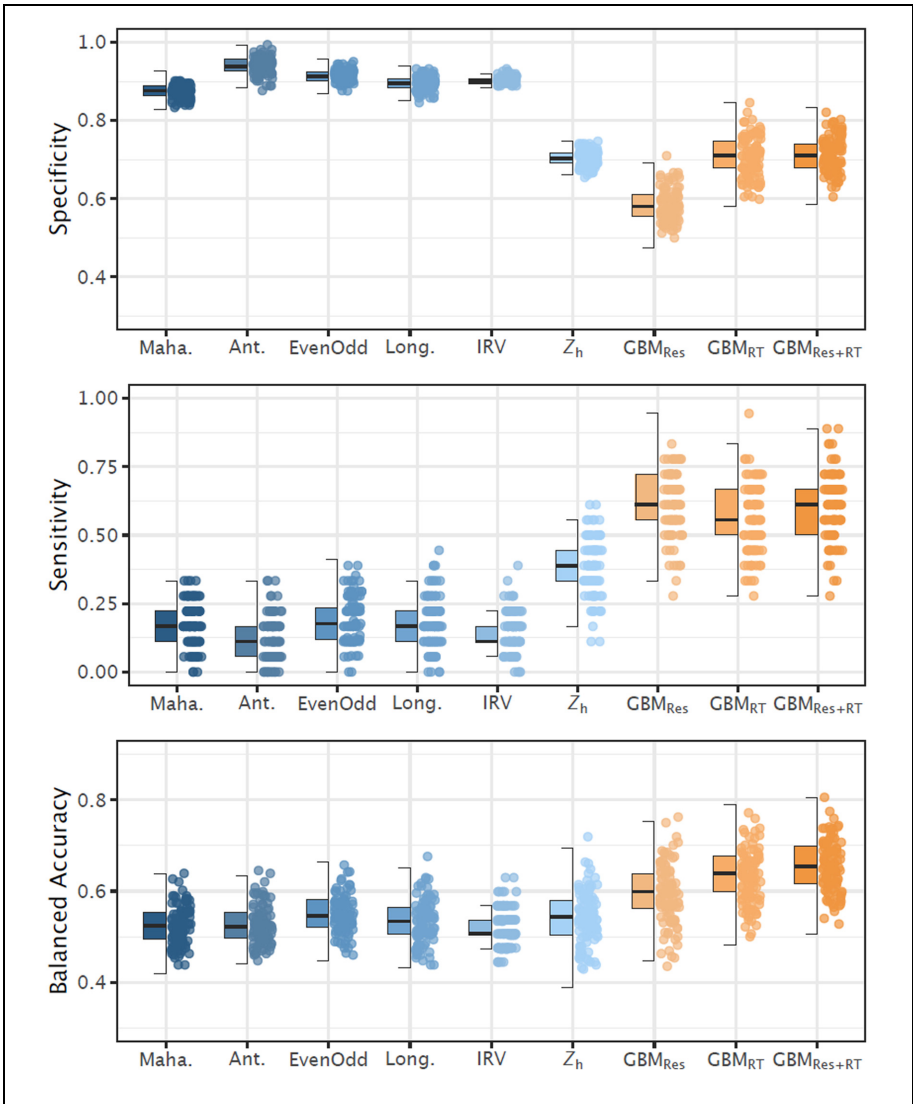 Specificity
1.0
0.8
0.6
0.4
Maha. Ant. EvenOdd Long. IRV Zh GBMRes GBMRT GBMRes+RT
Sensitivity
1.00
0.75
0.50
0.25
0.00
Maha. Ant. EvenOdd Long. IRV Zh GBMRes GBMRT GBMRes+RT
Balanced Accuracy
0.8
0.6
0.4
Maha. Ant. EvenOdd Long. IRV Zh GBMRes GBMRT GBMRes+RT